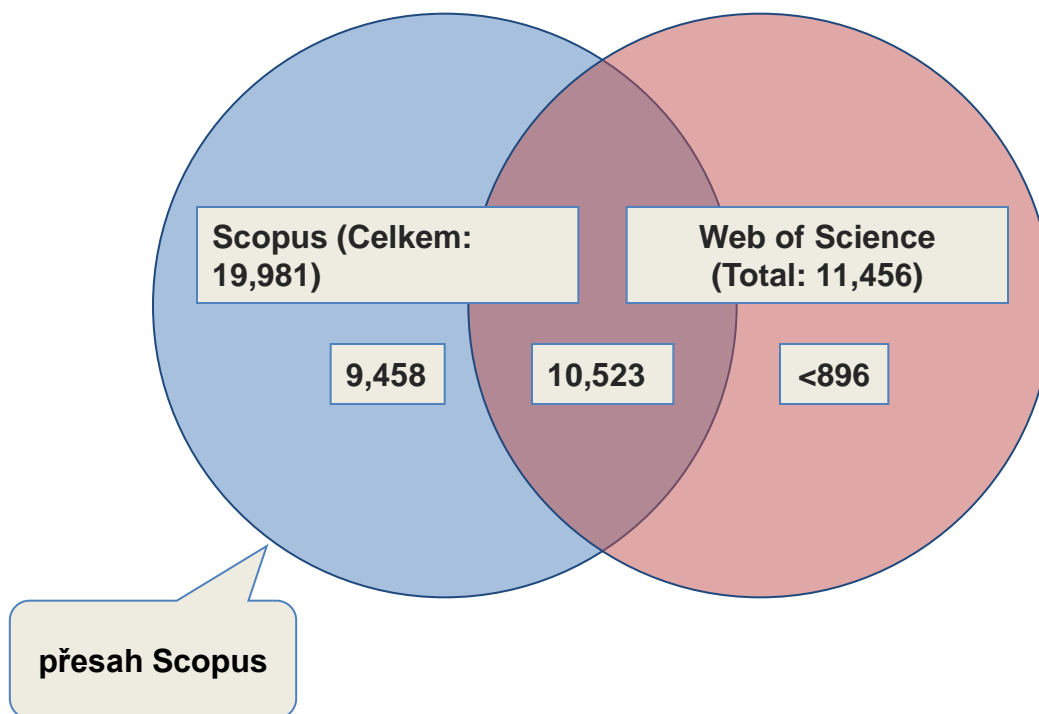 Scopus (Celkem:
19,981)
Web of Science
(Total: 11,456)
9,458
10,523
<896
přesah Scopus